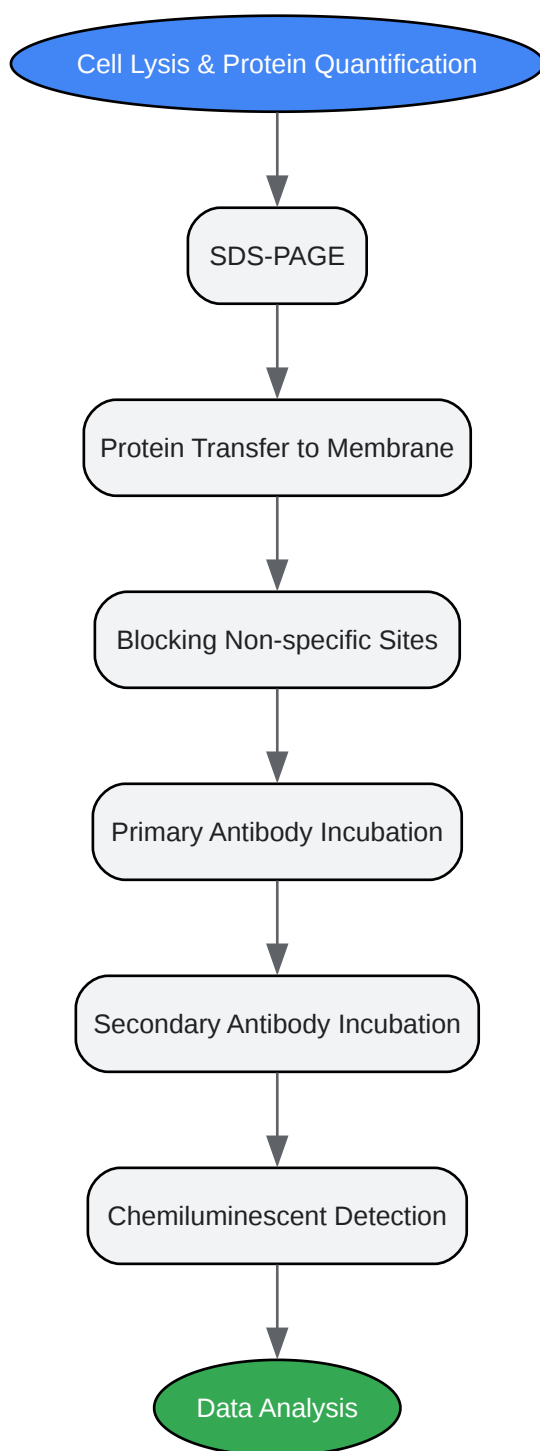 Cell Lysis & Protein Quantification
SDS-PAGE
Protein Transfer to Membrane
Blocking Non-specific Sites
Primary Antibody Incubation
Secondary Antibody Incubation
Chemiluminescent Detection
Data Analysis